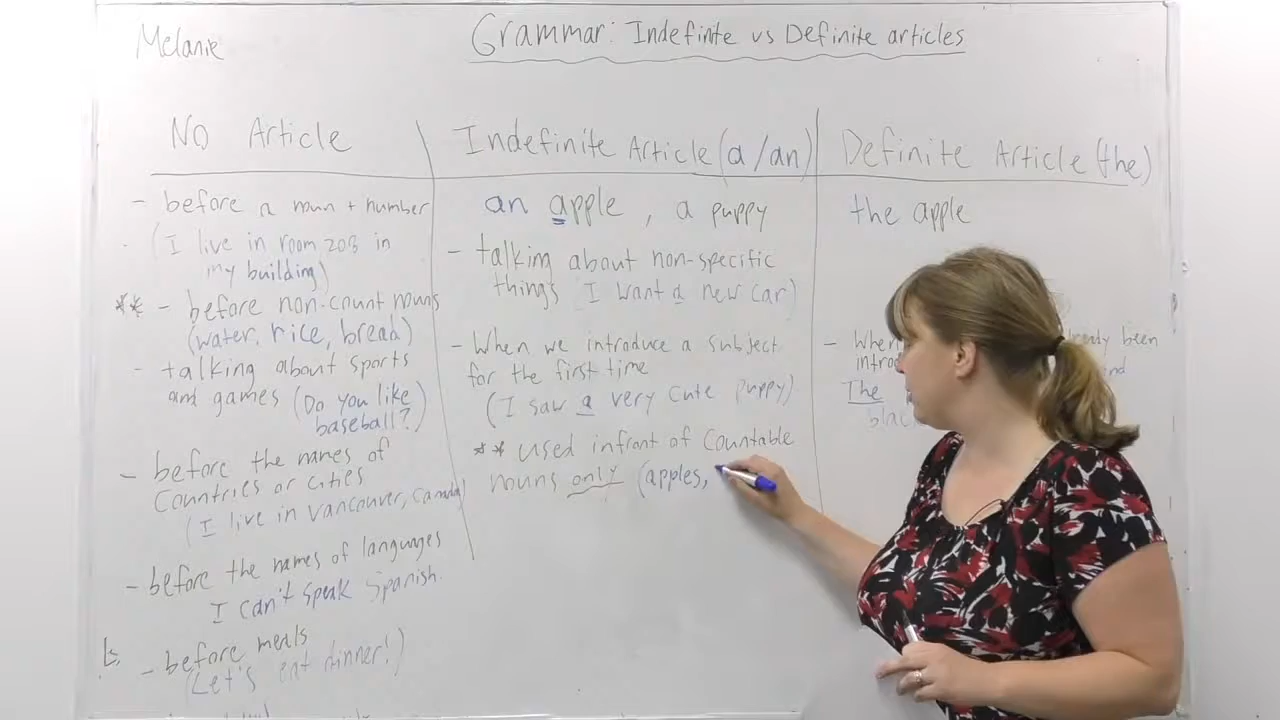 Melanie
Grammar: Indefinite vs Definite articles
No Article
- before a noun + number
(I live in room 203 in
my building)
** - before non-count nouns
(water, rice, bread)
- talking about sports
and games (Do you like
baseball?)
- before the names of
Countries or cities
(I live in Vancouver, Canada)
- before the names of languages
I can't speak Spanish.
- before meals
(Let's eat dinner!)
Indefinite Article (a/an)
an apple, a puppy
- talking about non-specific
things (I want a new car)
- When we introduce a subject
for the first time
(I saw a very cute puppy)
** used infront of Countable
nouns only (apples,
Definite Article (the)
the apple
- When already been
The